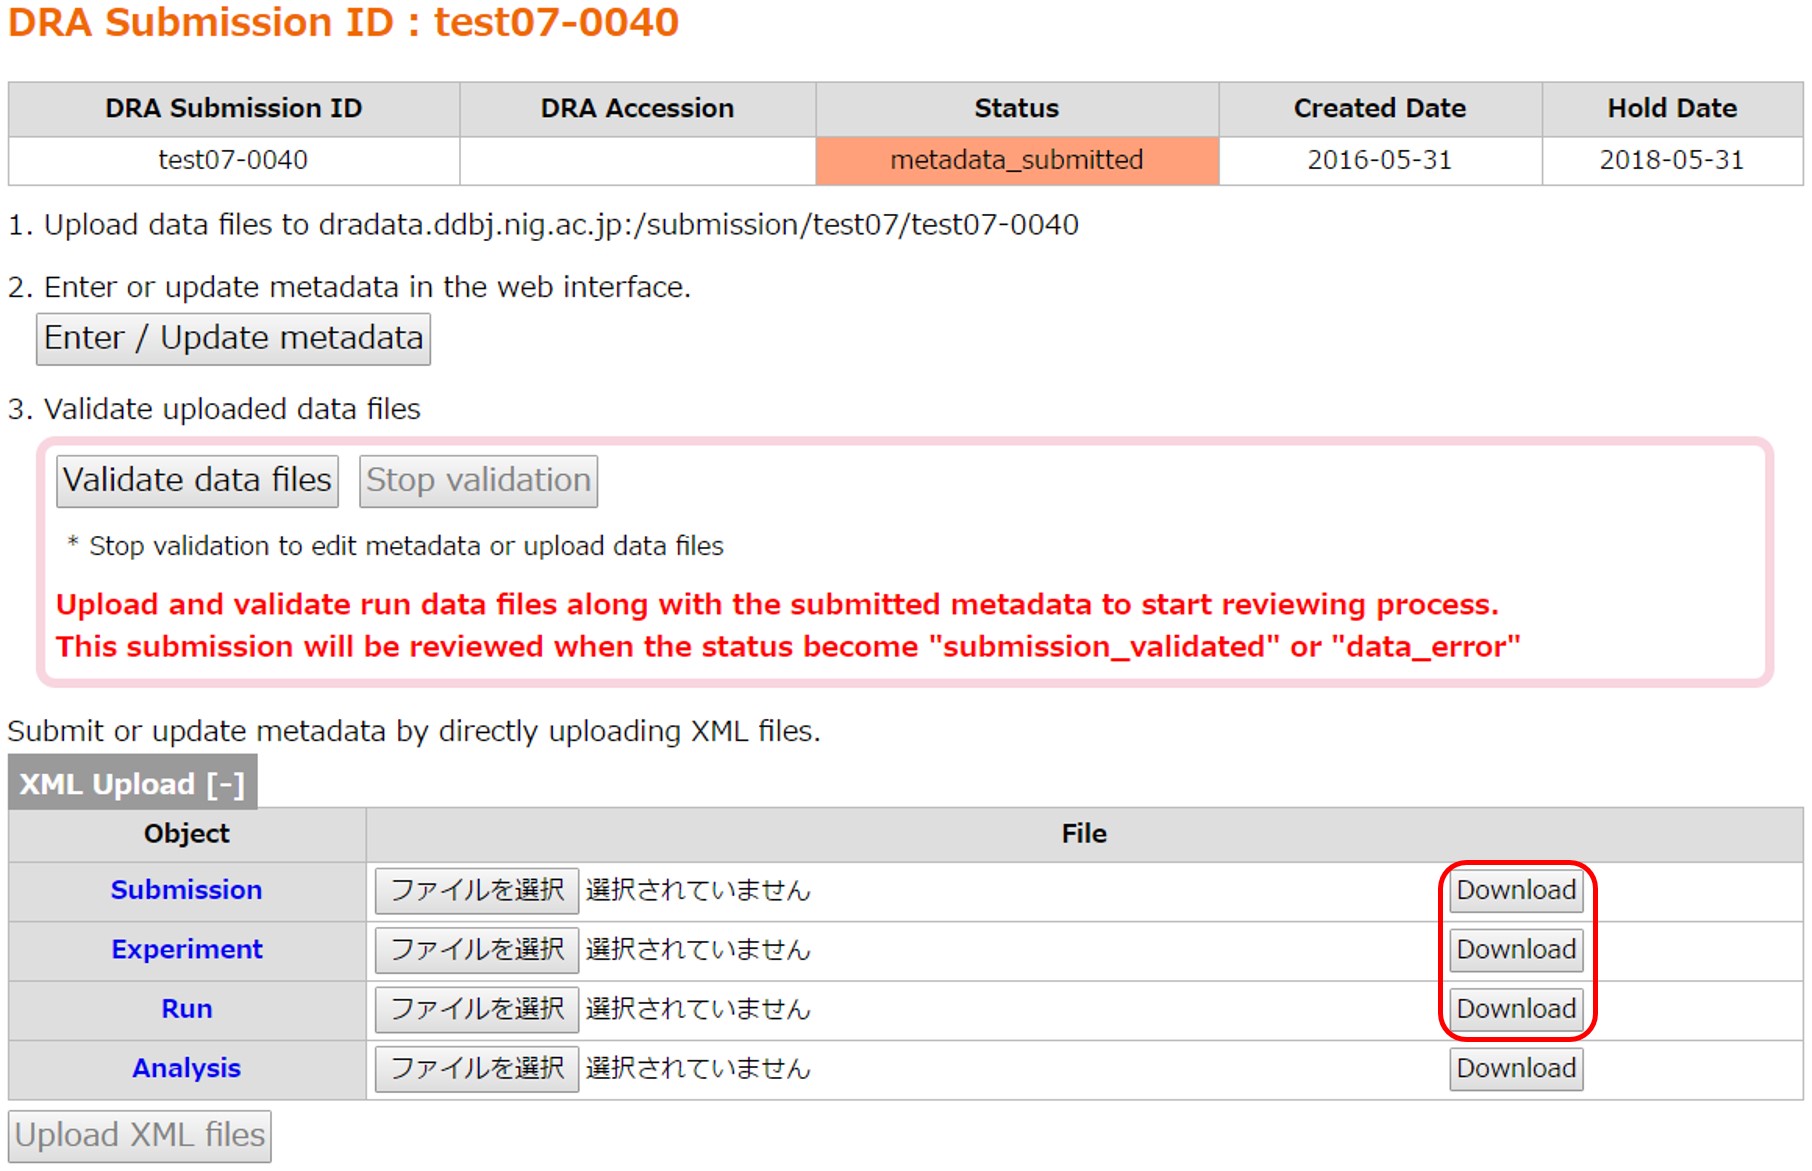 DRA Submission ID : test07-0040
DRA Submission ID DRA Accession Status Created Date Hold Date
test07-0040 metadata_submitted 2016-05-31 2018-05-31
1. Upload data files to dradata.ddbj.nig.ac.jp:/submission/test07/test07-0040
2. Enter or update metadata in the web interface.
Enter / Update metadata
3. Validate uploaded data files
Validate data files Stop validation
* Stop validation to edit metadata or upload data files
Upload and validate run data files along with the submitted metadata to start reviewing process.
This submission will be reviewed when the status become "submission_validated" or "data_error"
Submit or update metadata by directly uploading XML files.
XML Upload [-]
Object File
Submission ファイルを選択 選択されていません Download
Experiment ファイルを選択 選択されていません Download
Run ファイルを選択 選択されていません Download
Analysis ファイルを選択 選択されていません Download
Upload XML files